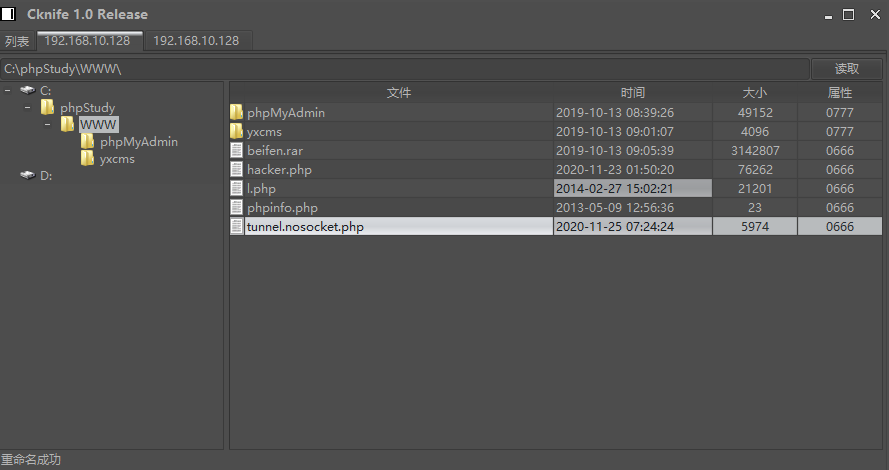 Cknife 1.0 Release
列表 192.168.10.128 192.168.10.128
C:\phpStudy\WWW\ 读取
C:
phpStudy
WWW
phpMyAdmin
yxcms
D:
文件 时间 大小 属性
phpMyAdmin 2019-10-13 08:39:26 49152 0777
yxcms 2019-10-13 09:01:07 4096 0777
beifen.rar 2019-10-13 09:05:39 3142807 0666
hacker.php 2020-11-23 01:50:20 76262 0666
l.php 2014-02-27 15:02:21 21201 0666
phpinfo.php 2013-05-09 12:56:36 23 0666
tunnel.nosocket.php 2020-11-25 07:24:24 5974 0666
重命名成功